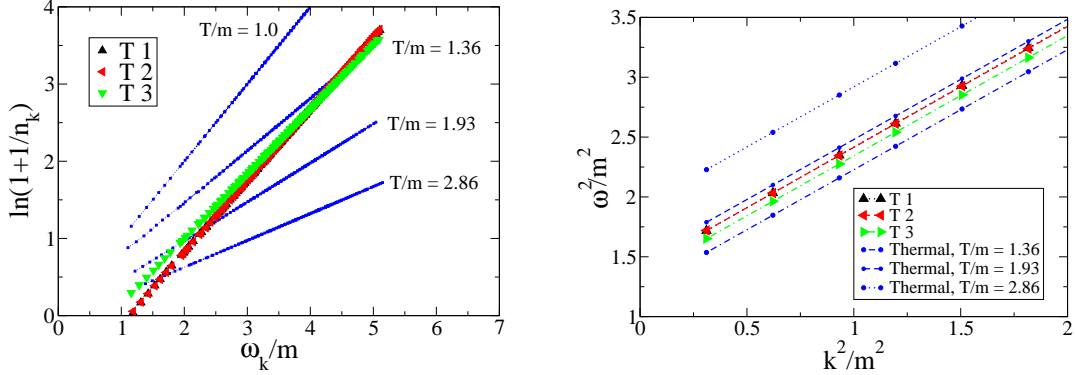 T/m = 1.0
T/m = 1.36
T 1
T 2
T 3
T/m = 1.93
T/m = 2.86
ln(1+1/n_k)
4
3
2
1
0
0 1 2 3 4 5 6 7
ω_k/m
ω²/m²
3.5
3
2.5
2
1.5
1
T 1
T 2
T 3
Thermal, T/m = 1.36
Thermal, T/m = 1.93
Thermal, T/m = 2.86
0 0.5 1 1.5 2
k²/m²